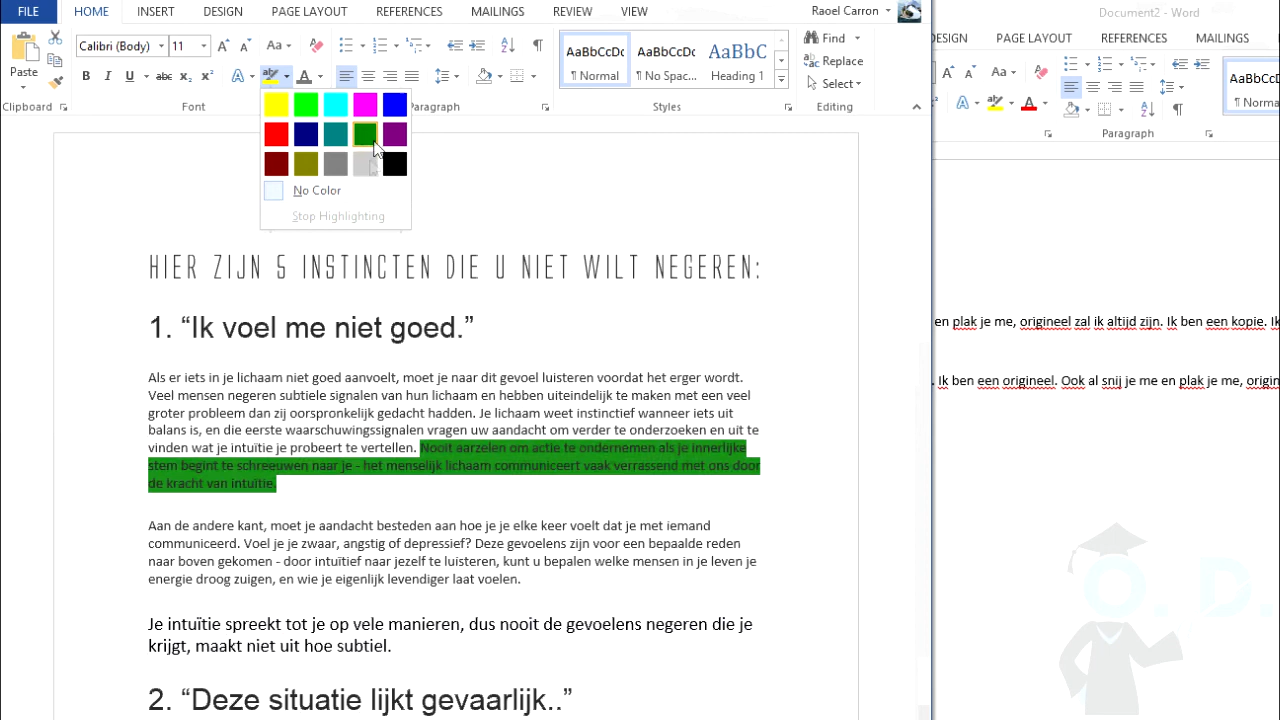 FILE HOME INSERT DESIGN PAGE LAYOUT REFERENCES MAILINGS REVIEW VIEW Raoel Carron
Paste
Calibri (Body) 11 A A Aa
B I U abc x₂ x² A A
Find
Replace
Select
AaBbCcDc AaBbCcDc AaBbC
¶ Normal ¶ No Spac... Heading 1
Clipboard Font Paragraph Styles Editing
No Color
Stop Highlighting
HIER ZIJN 5 INSTINCTEN DIE U NIET WILT NEGEREN:
1. “Ik voel me niet goed.”
Als er iets in je lichaam niet goed aanvoelt, moet je naar dit gevoel luisteren voordat het erger wordt.
Veel mensen negeren subtiele signalen van hun lichaam en hebben uiteindelijk te maken met een veel
groter probleem dan zij oorspronkelijk gedacht hadden. Je lichaam weet instinctief wanneer iets uit
balans is, en die eerste waarschuwingssignalen vragen uw aandacht om verder te onderzoeken en uit te
vinden wat je intuïtie je probeert te vertellen. Nooit aarzelen om actie te ondernemen als je innerlijke
stem begint te schreeuwen naar je - het menselijk lichaam communiceert vaak verrassend met ons door
de kracht van intuïtie.
Aan de andere kant, moet je aandacht besteden aan hoe je je elke keer voelt dat je met iemand
communiceerd. Voel je je zwaar, angstig of depressief? Deze gevoelens zijn voor een bepaalde reden
naar boven gekomen - door intuïtief naar jezelf te luisteren, kunt u bepalen welke mensen in je leven je
energie droog zuigen, en wie je eigenlijk levendiger laat voelen.
Je intuïtie spreekt tot je op vele manieren, dus nooit de gevoelens negeren die je
krijgt, maakt niet uit hoe subtiel.
2. “Deze situatie lijkt gevaarlijk..”
Document2 - Word
DESIGN PAGE LAYOUT REFERENCES MAILINGS
Aa
A A
AaBbCcDc
¶ Norma
Paragraph
en plak je me, origineel zal ik altijd zijn. Ik ben een kopie. Ik
. Ik ben een origineel. Ook al snij je me en plak je me, origin
O. D.